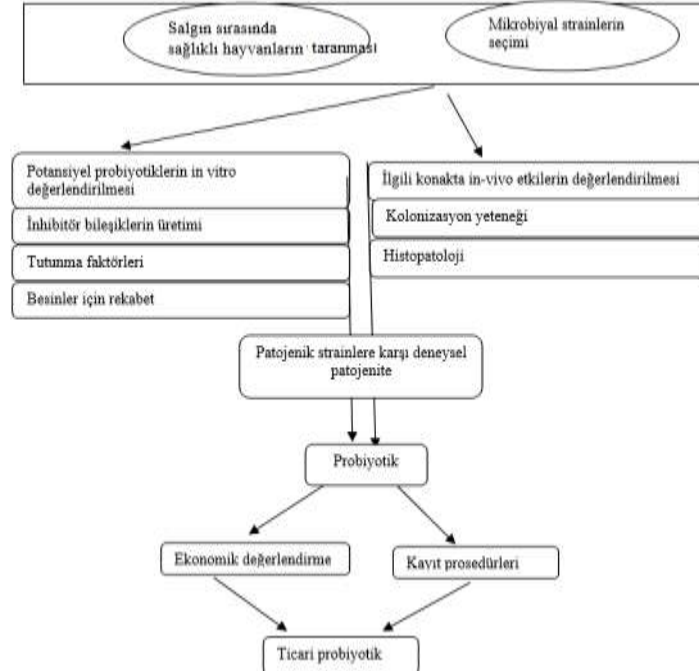 Salgın sırasında
sağlıklı hayvanların taranması
Mikrobiyal strainlerin
seçimi
Potansiyel probiyotiklerin in vitro
değerlendirilmesi
İnhibitör bileşiklerin üretimi
Tutunma faktörleri
Besinler için rekabet
İlgili konakta in-vivo etkilerin değerlendirilmesi
Kolonizasyon yeteneği
Histopatoloji
Patojenik strainlere karşı deneysel
patojenite
Probiyotik
Ekonomik değerlendirme
Kayıt prosedürleri
Ticari probiyotik